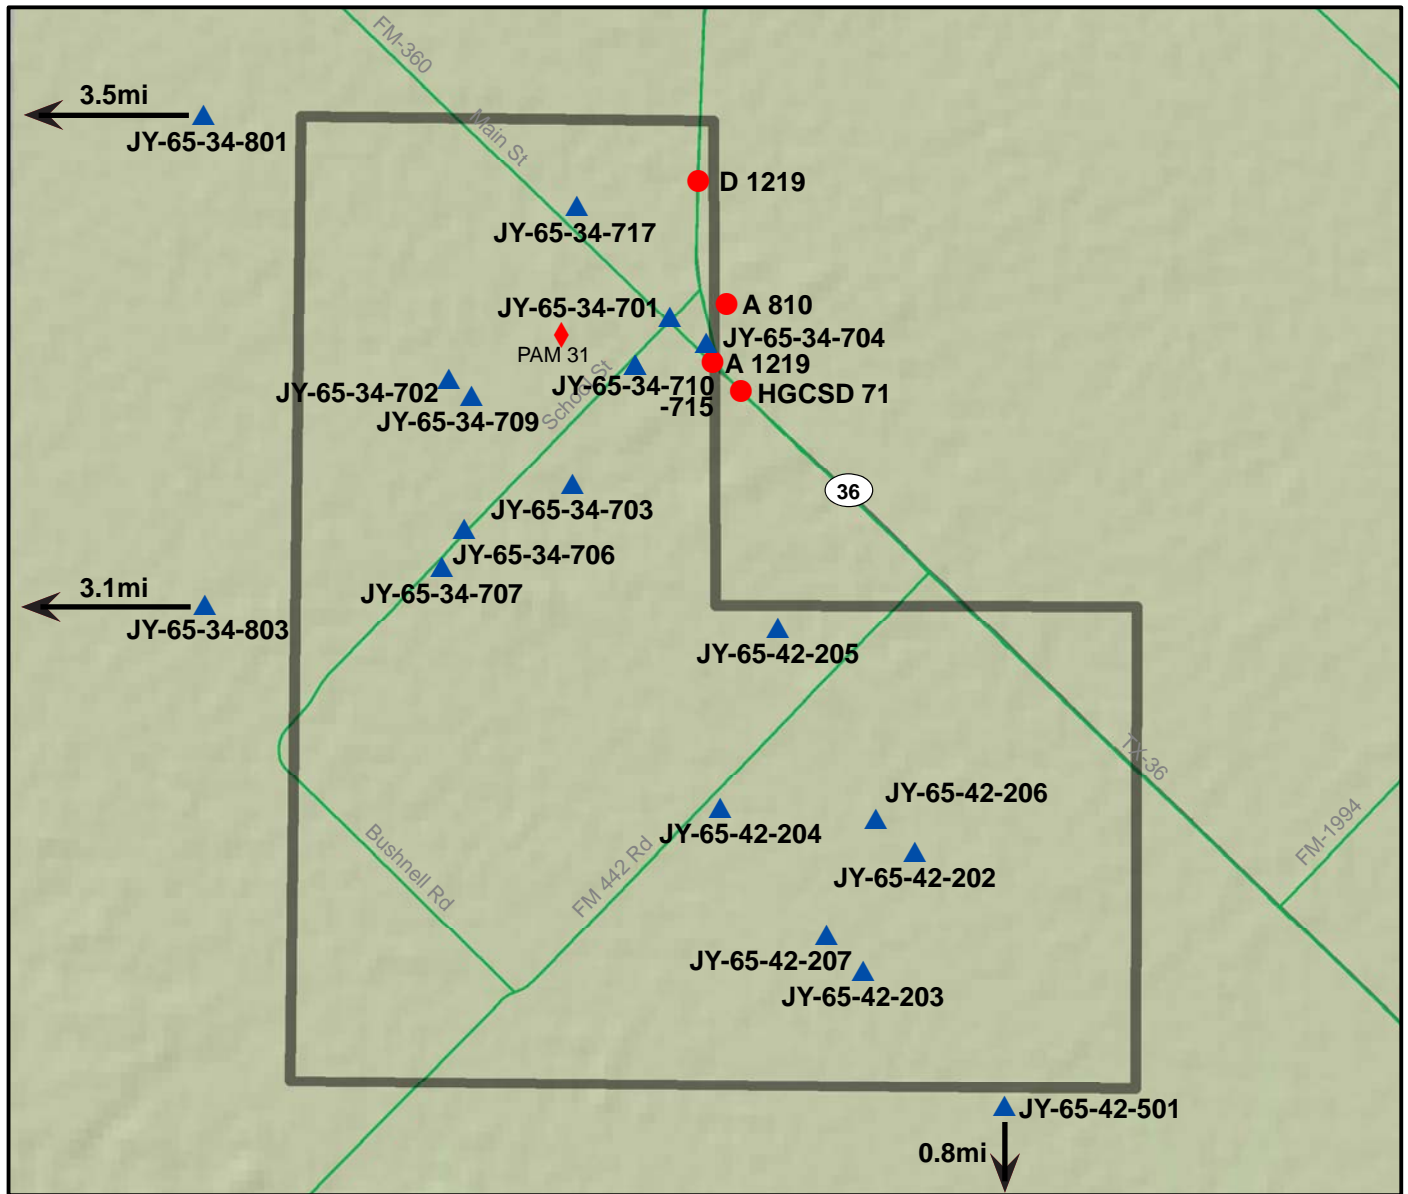 FM-360
3.5mi
Main St
JY-65-34-801
D 1219
JY-65-34-717
JY-65-34-701
A 810
JY-65-34-704
PAM 31
A 1219
JY-65-34-702
JY-65-34-710
-715
HGCSD 71
School St
JY-65-34-709
36
JY-65-34-703
JY-65-34-706
3.1mi
JY-65-34-707
JY-65-34-803
JY-65-42-205
TX-36
JY-65-42-206
JY-65-42-204
FM-1994
Bushnell Rd
FM 442 Rd
JY-65-42-202
JY-65-42-207
JY-65-42-203
JY-65-42-501
0.8mi